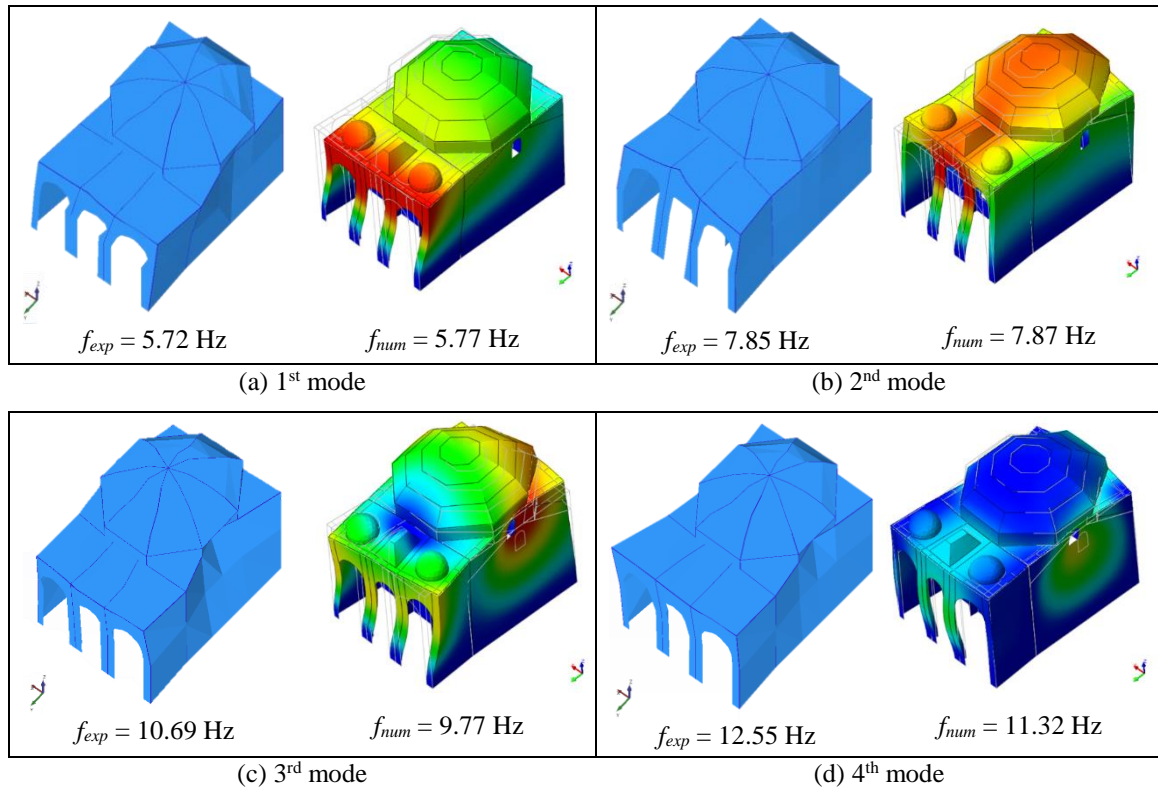 f_exp = 5.72 Hz
f_num = 5.77 Hz
(a) 1st mode
f_exp = 7.85 Hz
f_num = 7.87 Hz
(b) 2nd mode
f_exp = 10.69 Hz
f_num = 9.77 Hz
(c) 3rd mode
f_exp = 12.55 Hz
f_num = 11.32 Hz
(d) 4th mode